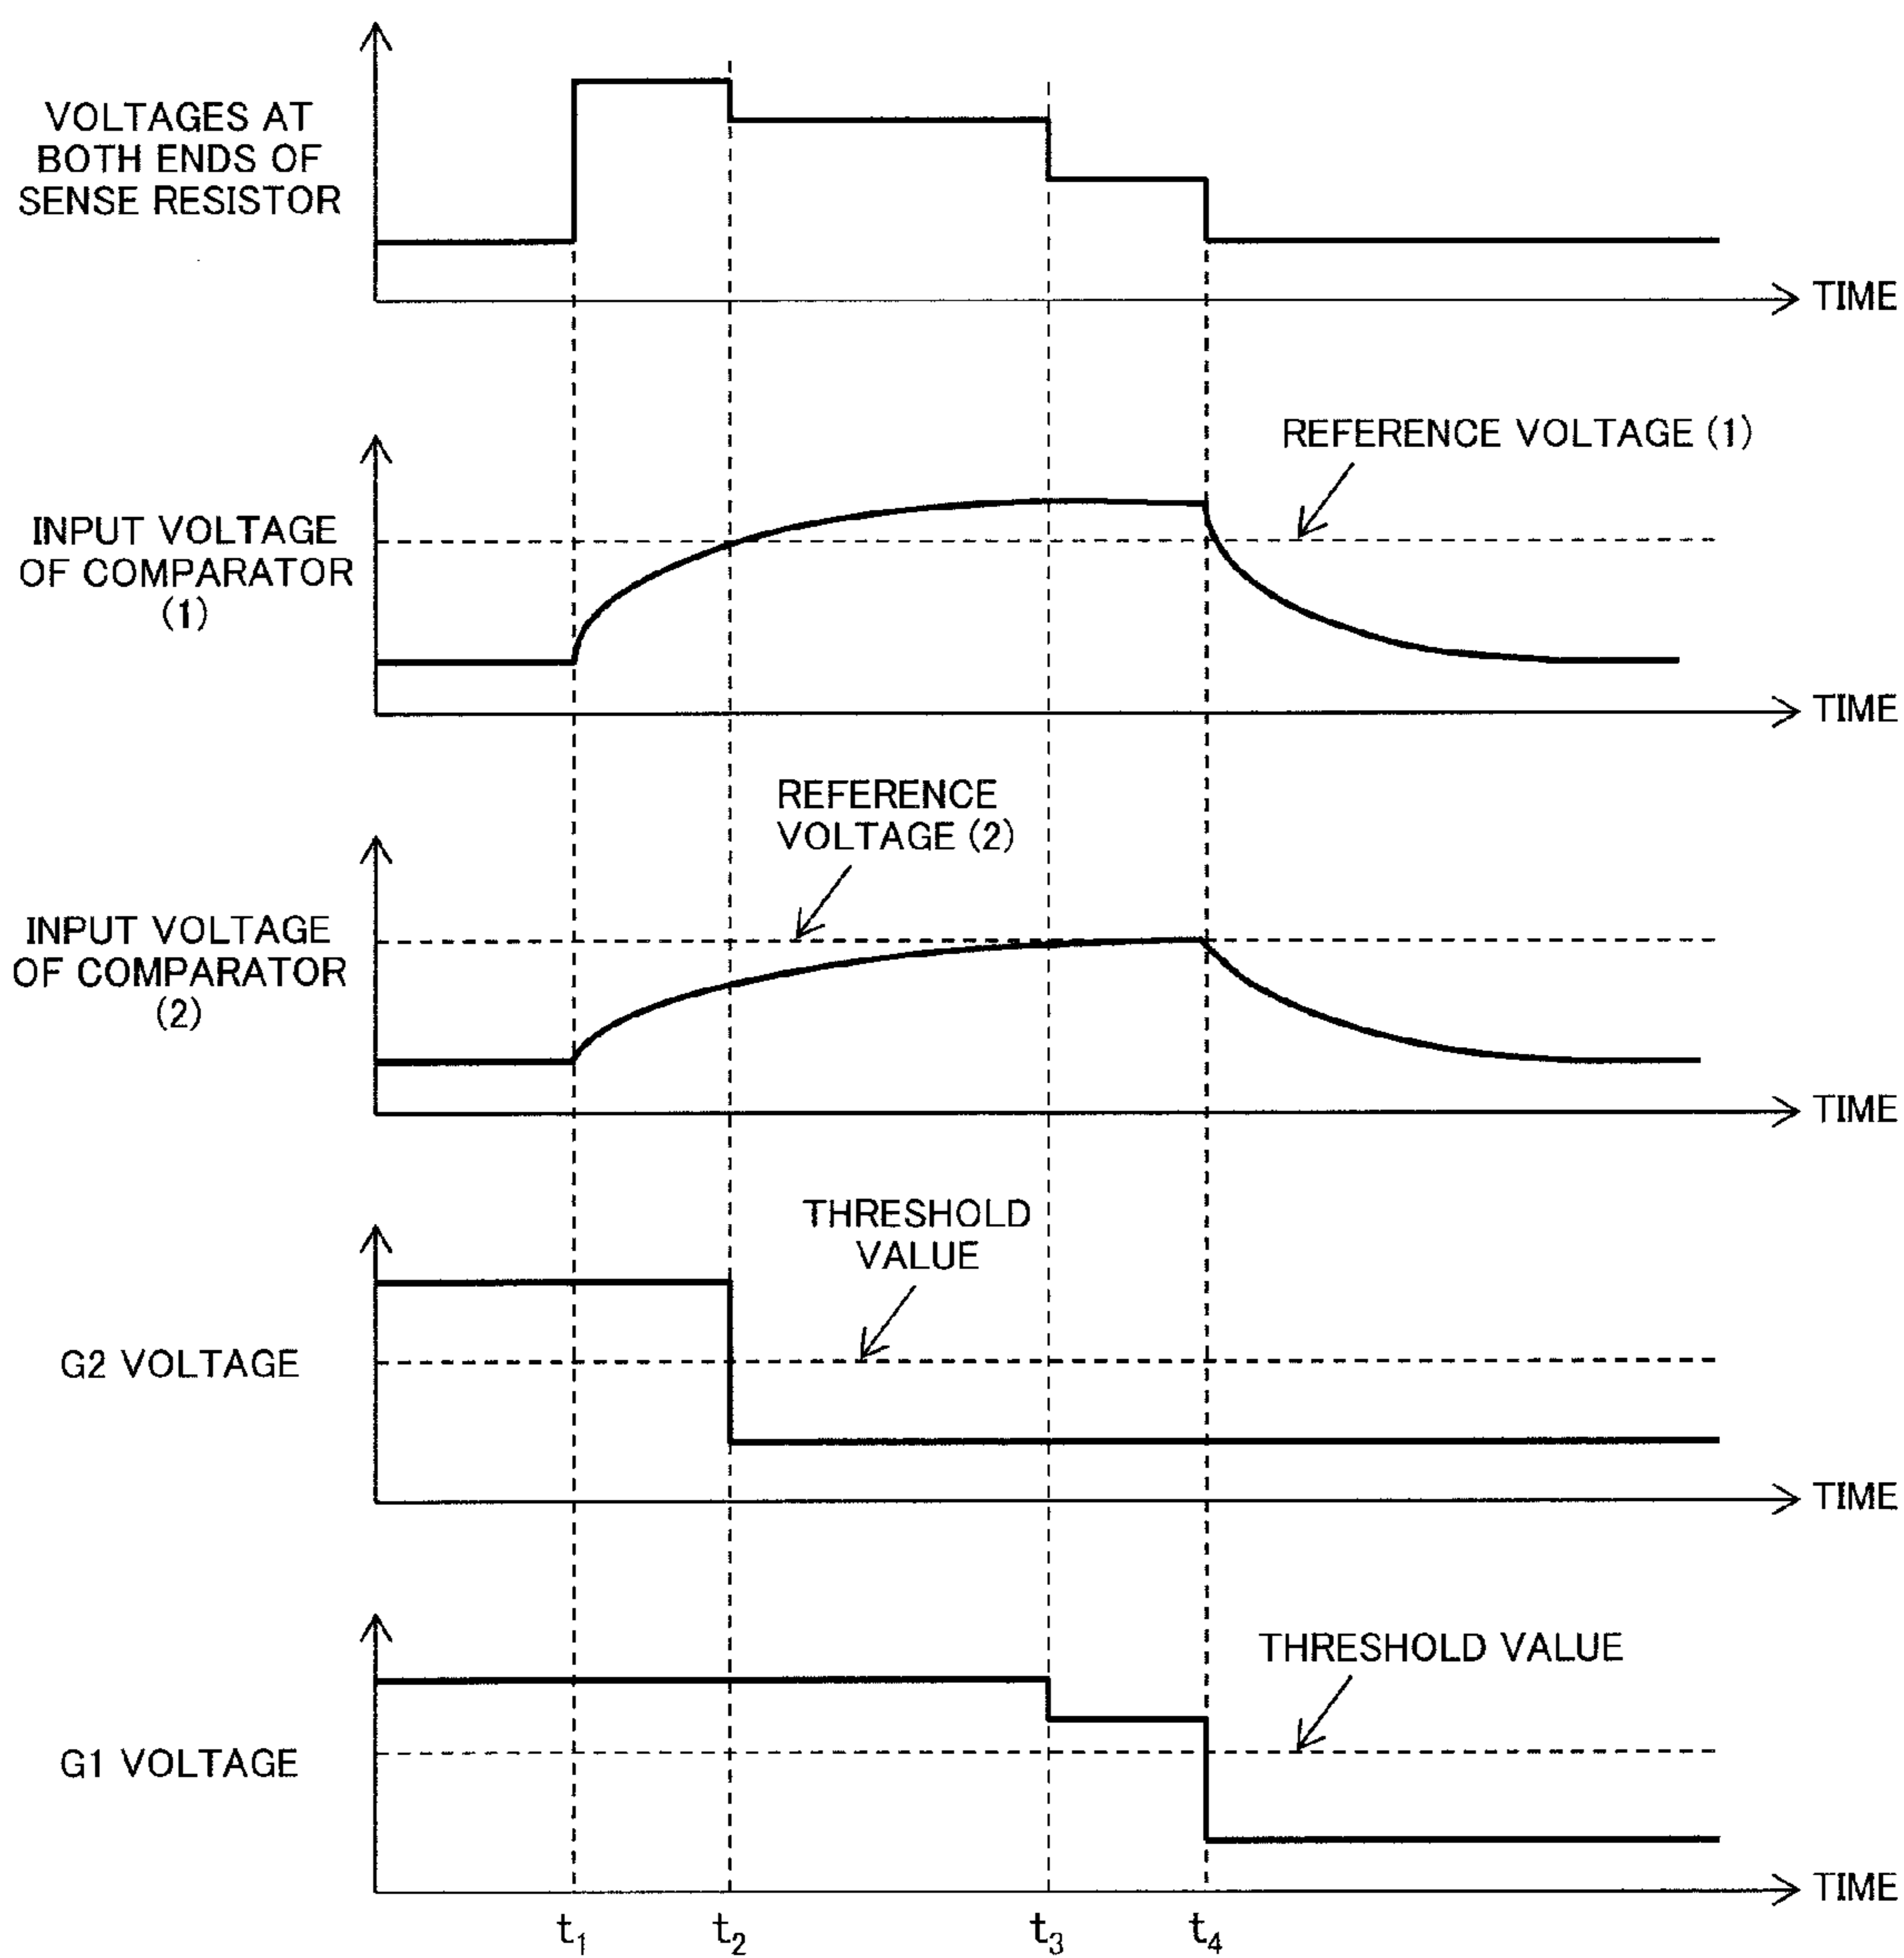 VOLTAGES AT
BOTH ENDS OF
SENSE RESISTOR
TIME
REFERENCE VOLTAGE (1)
INPUT VOLTAGE
OF COMPARATOR
(1)
TIME
REFERENCE
VOLTAGE (2)
INPUT VOLTAGE
OF COMPARATOR
(2)
TIME
THRESHOLD
VALUE
G2 VOLTAGE
TIME
THRESHOLD VALUE
G1 VOLTAGE
TIME
t1 t2 t3 t4